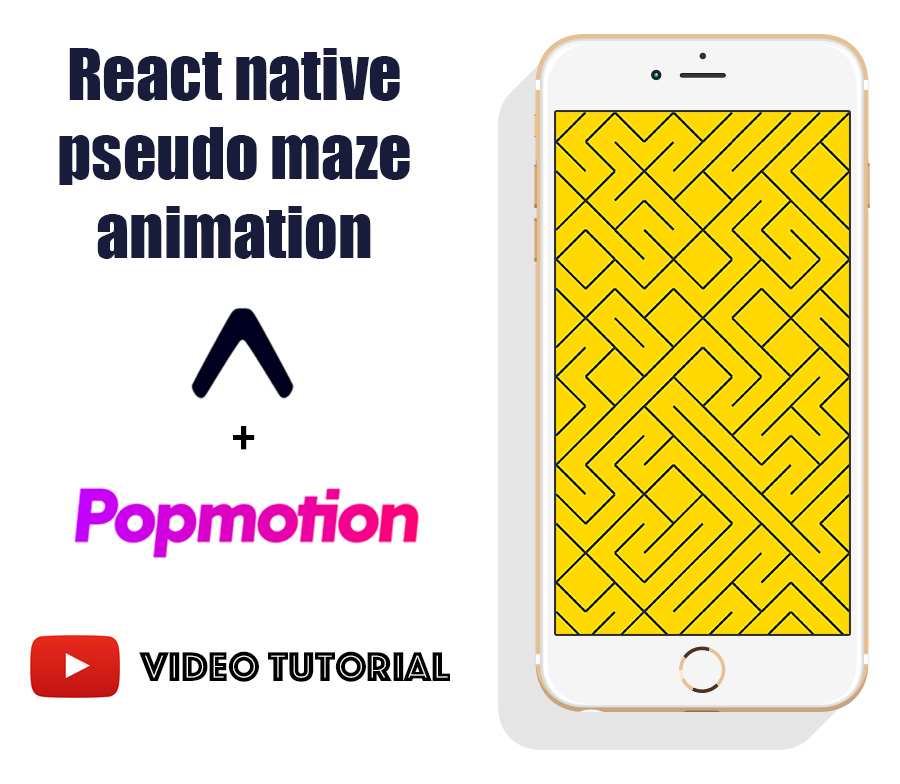 React native
pseudo maze
animation
+
Popmotion
VIDEO TUTORIAL